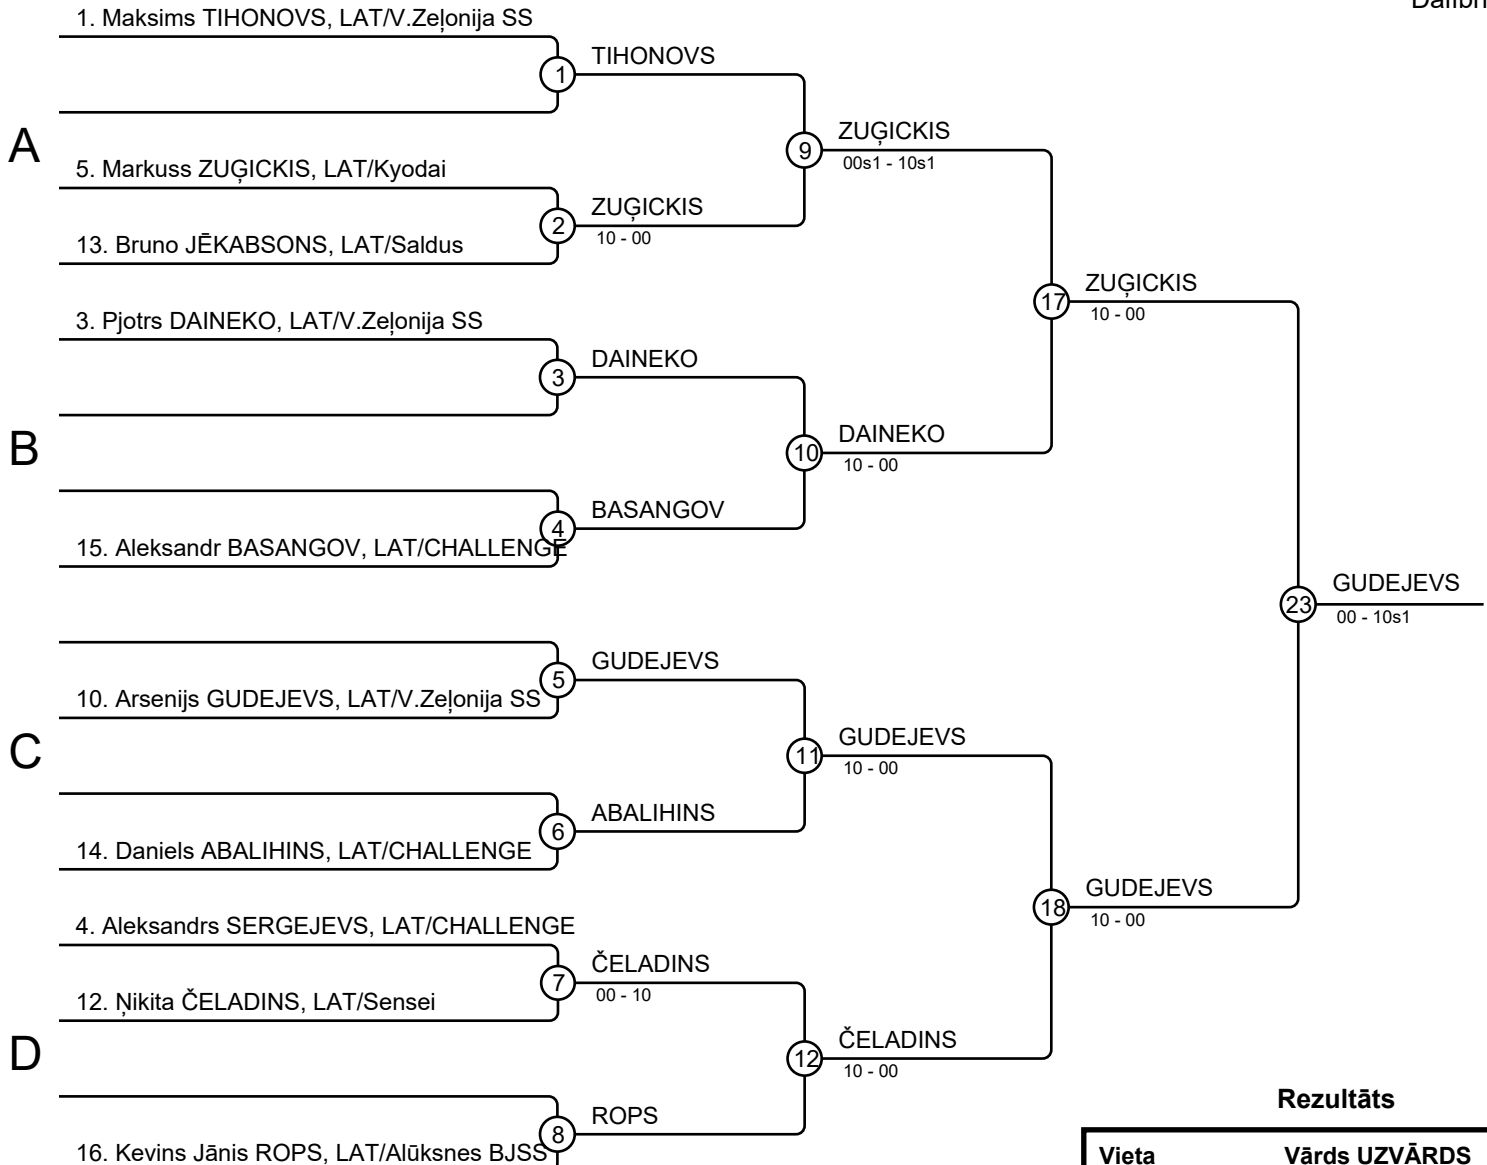 1. Maksims TIHONOVS, LAT/V.Zeļonija SS
1
TIHONOVS
A
5. Markuss ZUĢICKIS, LAT/Kyodai
9
ZUĢICKIS
00s1 - 10s1
13. Bruno JĒKABSONS, LAT/Saldus
2
ZUĢICKIS
10 - 00
17
ZUĢICKIS
10 - 00
3. Pjotrs DAINEKO, LAT/V.Zeļonija SS
3
DAINEKO
B
10
DAINEKO
10 - 00
15. Aleksandr BASANGOV, LAT/CHALLENGE
4
BASANGOV
23
GUDEJEVS
00 - 10s1
10. Arsenijs GUDEJEVS, LAT/V.Zeļonija SS
5
GUDEJEVS
C
11
GUDEJEVS
10 - 00
14. Daniels ABALIHINS, LAT/CHALLENGE
6
ABALIHINS
18
GUDEJEVS
10 - 00
4. Aleksandrs SERGEJEVS, LAT/CHALLENGE
7
ČELADINS
00 - 10
12. Ņikita ČELADINS, LAT/Sensei
D
12
ČELADINS
10 - 00
16. Kevins Jānis ROPS, LAT/Alūksnes BJSS
8
ROPS
Rezultāts
Vieta Vārds UZVĀRDS